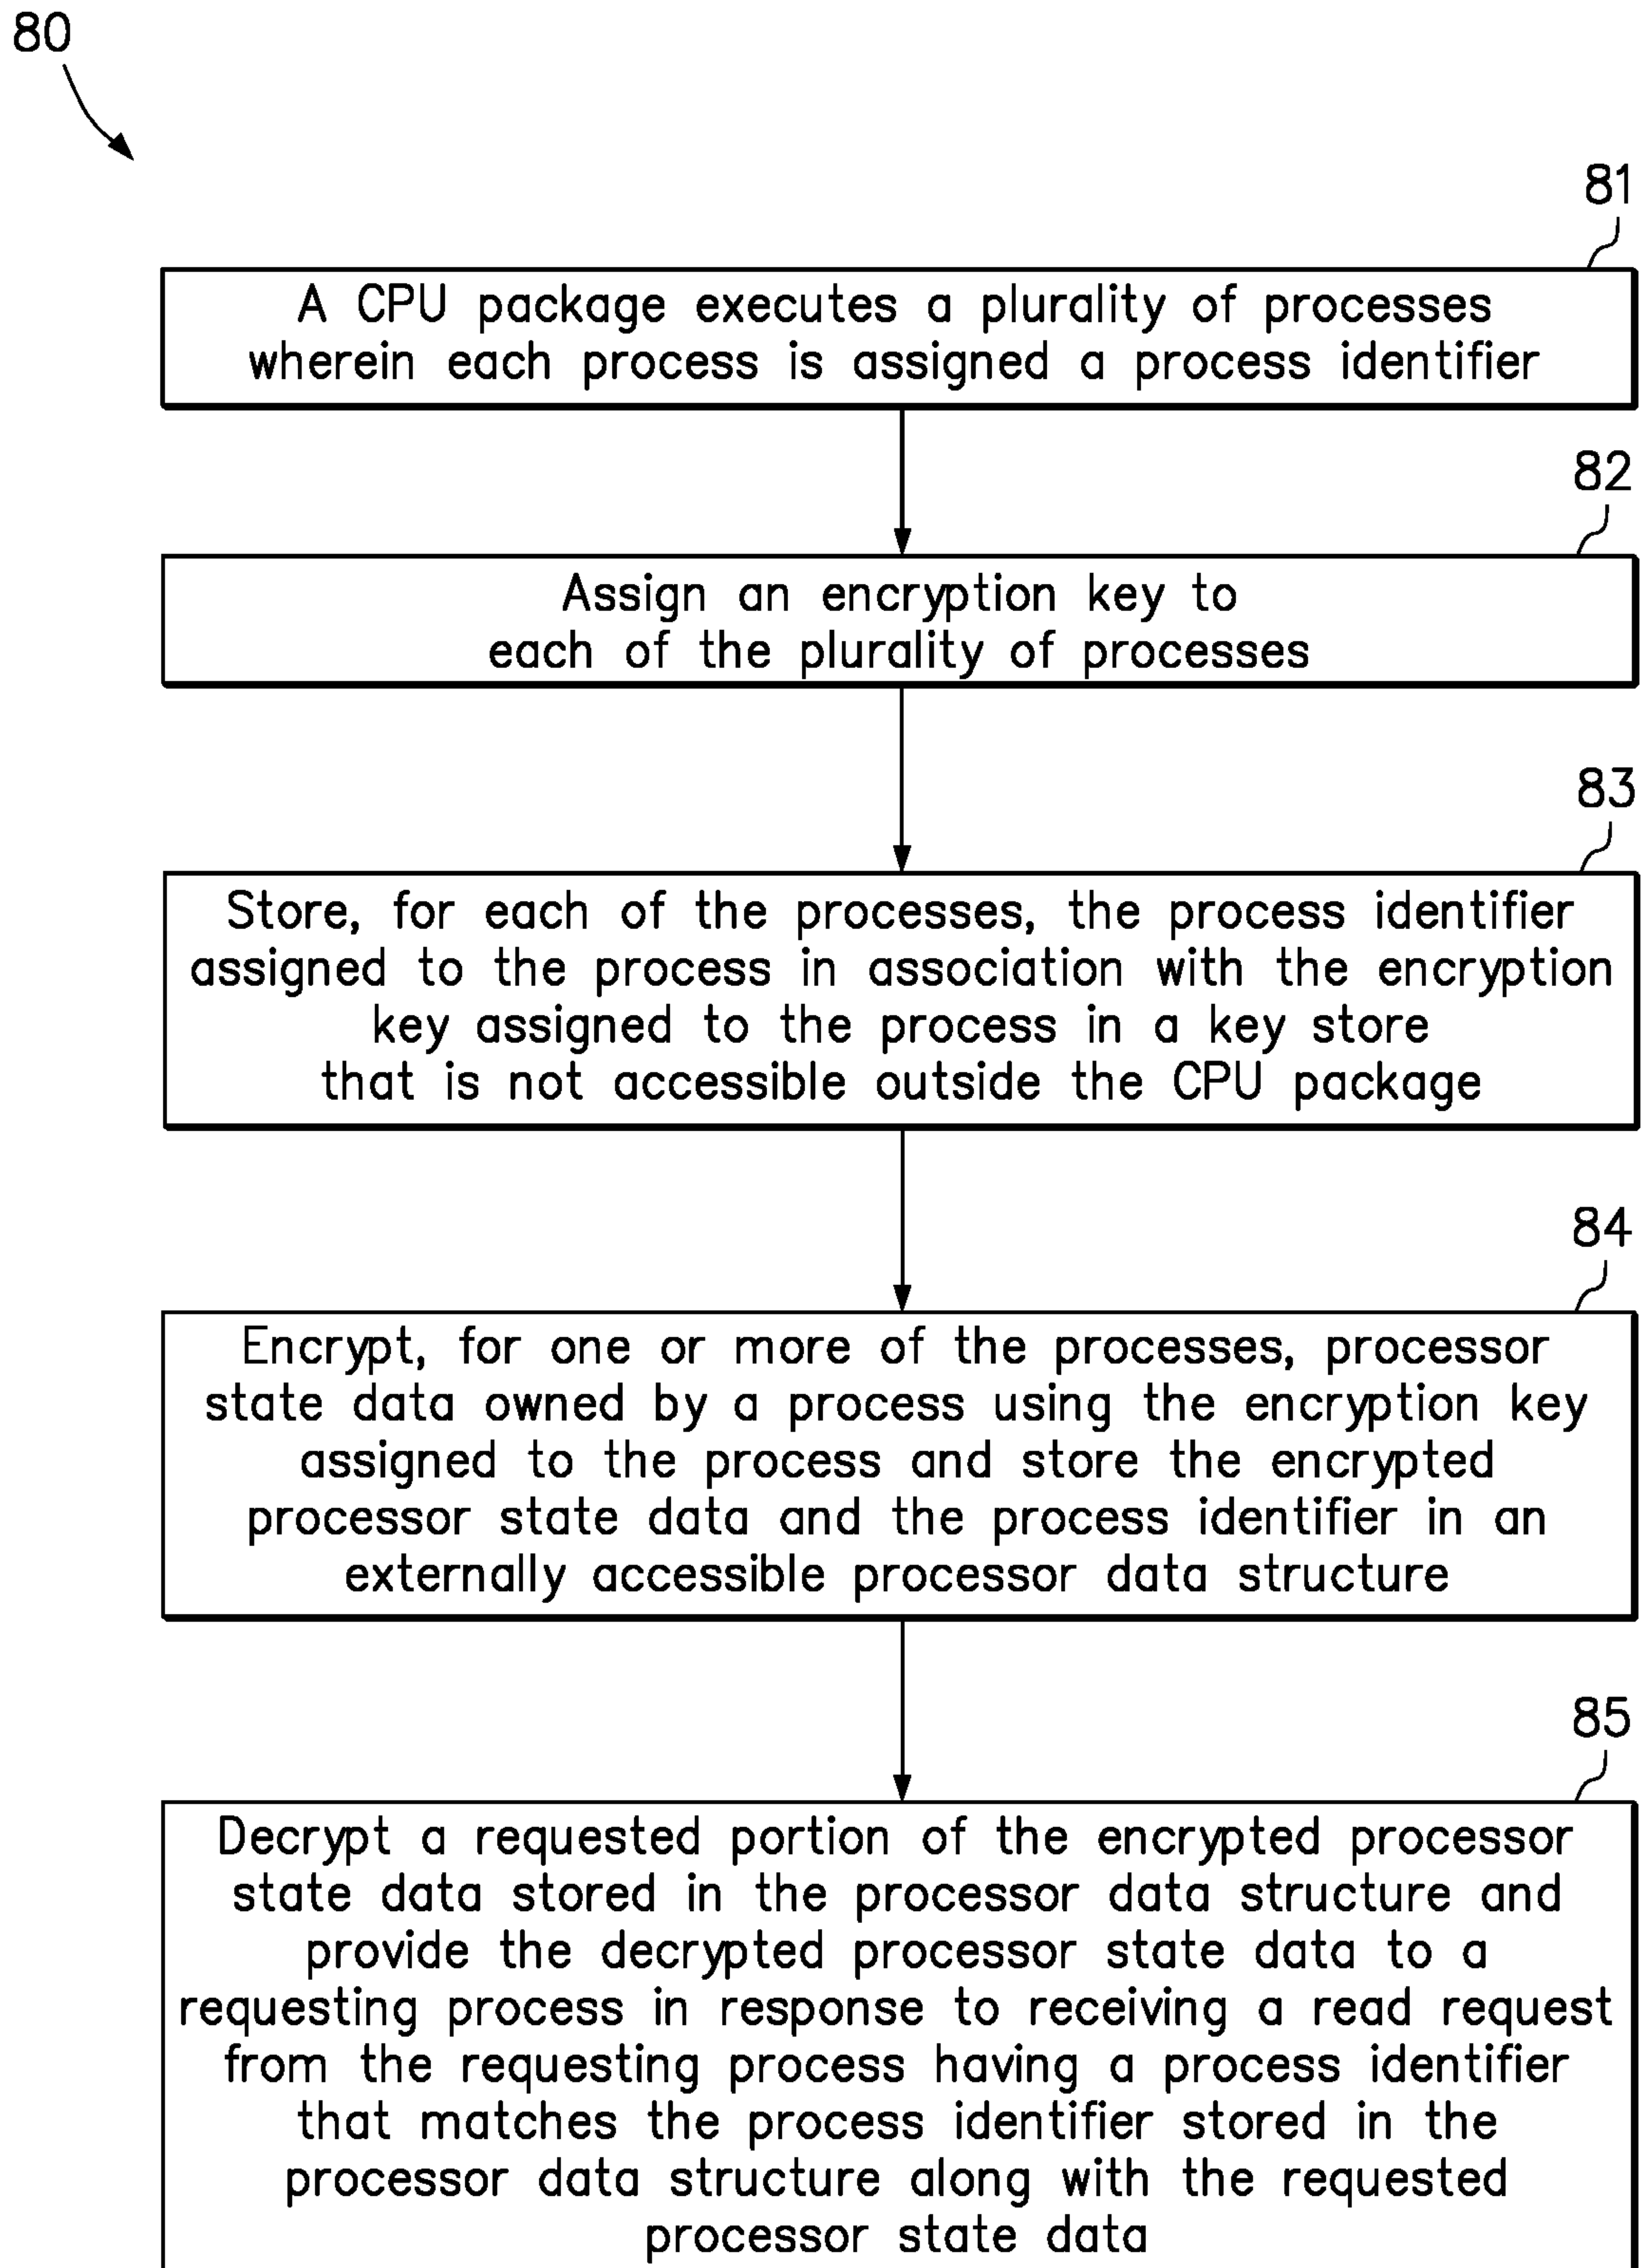 80
81
A CPU package executes a plurality of processes
wherein each process is assigned a process identifier
82
Assign an encryption key to
each of the plurality of processes
83
Store, for each of the processes, the process identifier
assigned to the process in association with the encryption
key assigned to the process in a key store
that is not accessible outside the CPU package
84
Encrypt, for one or more of the processes, processor
state data owned by a process using the encryption key
assigned to the process and store the encrypted
processor state data and the process identifier in an
externally accessible processor data structure
85
Decrypt a requested portion of the encrypted processor
state data stored in the processor data structure and
provide the decrypted processor state data to a
requesting process in response to receiving a read request
from the requesting process having a process identifier
that matches the process identifier stored in the
processor data structure along with the requested
processor state data